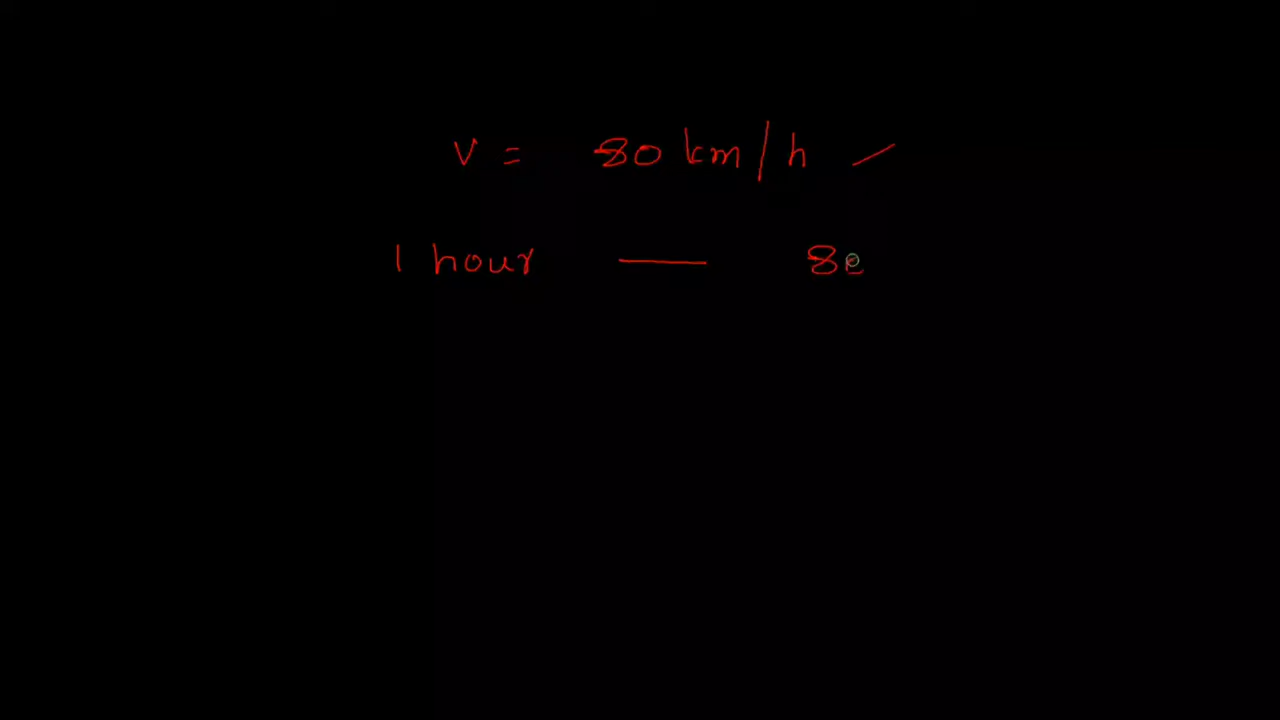 v = 80 km/h
1 hour — 80